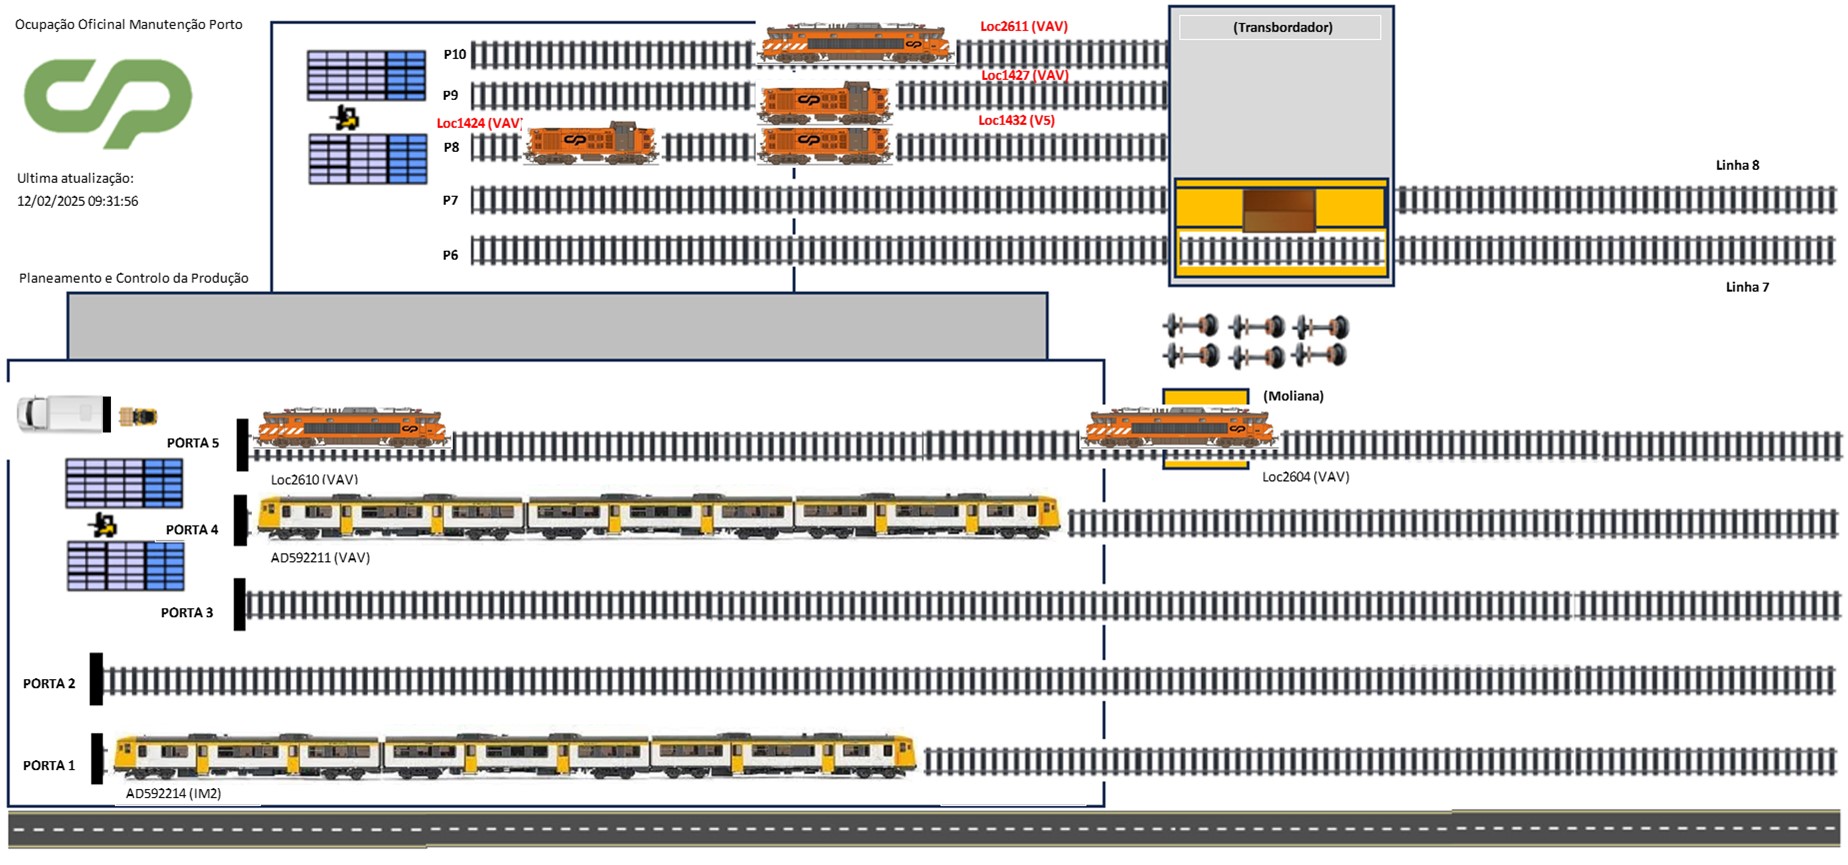 Ocupação Oficinal Manutenção Porto
Loc2611 (VAV)
(Transbordador)
P10
Loc1427 (VAV)
P9
Loc1424 (VAV)
Loc1432 (V5)
P8
Ultima atualização:
12/02/2025 09:31:56
Linha 8
P7
P6
Planeamento e Controlo da Produção
Linha 7
(Moliana)
PORTA 5
Loc2610 (VAV)
Loc2604 (VAV)
PORTA 4
AD592211 (VAV)
PORTA 3
PORTA 2
PORTA 1
AD592214 (IM2)